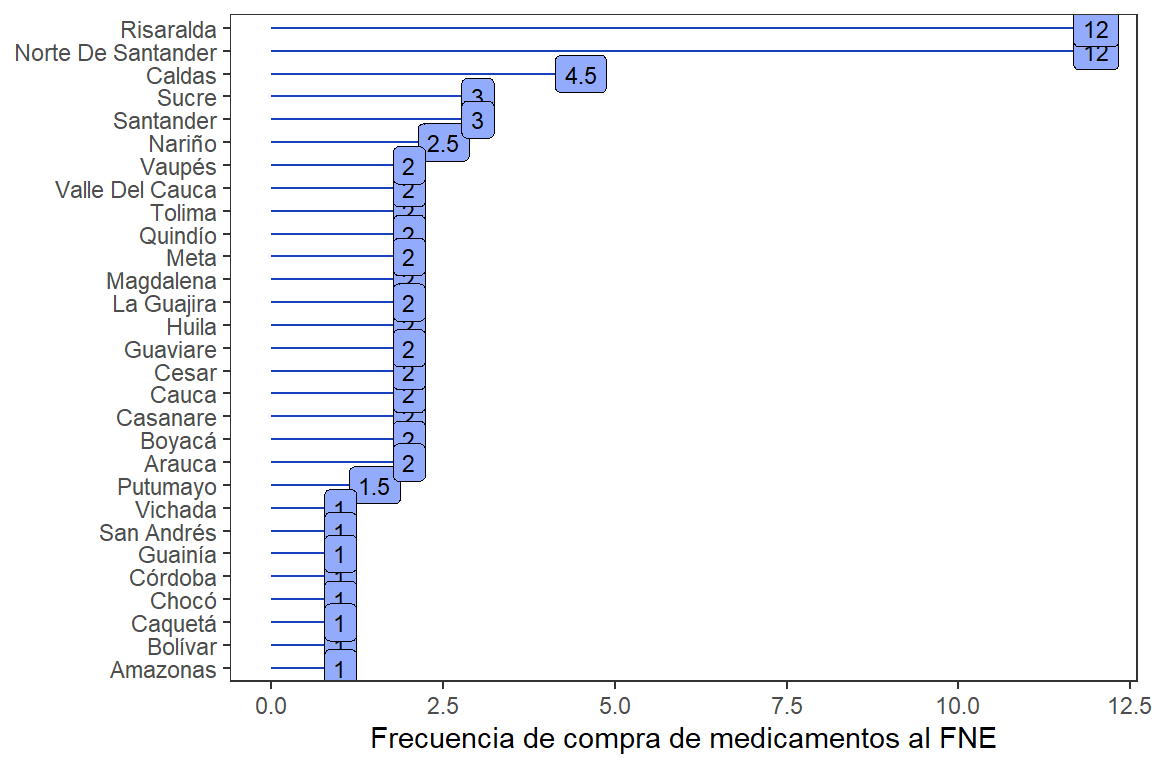 Risaralda 12
Norte De Santander 12
Caldas 4.5
Sucre 3
Santander 3
Nariño 2.5
Vaupés 2
Valle Del Cauca 2
Tolima 2
Quindío 2
Meta 2
Magdalena 2
La Guajira 2
Huila 2
Guaviare 2
Cesar 2
Cauca 2
Casanare 2
Boyacá 2
Arauca 2
Putumayo 1.5
Vichada 1
San Andrés 1
Guainía 1
Córdoba 1
Chocó 1
Caquetá 1
Bolívar 1
Amazonas 1
0.0 2.5 5.0 7.5 10.0 12.5
Frecuencia de compra de medicamentos al FNE